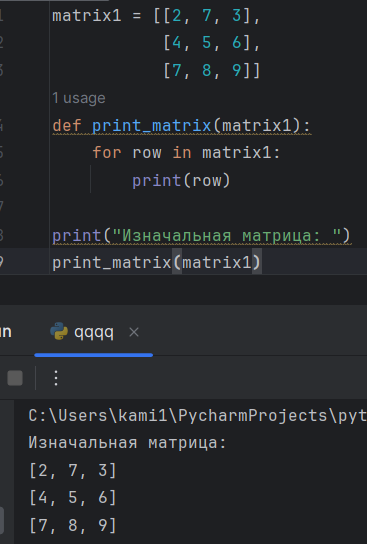 matrix1 = [[2, 7, 3],
[4, 5, 6],
[7, 8, 9]]
1 usage
def print_matrix(matrix1):
for row in matrix1:
print(row)
print("Изначальная матрица: ")
print_matrix(matrix1)
qqqq
C:\Users\kami1\PycharmProjects\pyt
Изначальная матрица:
[2, 7, 3]
[4, 5, 6]
[7, 8, 9]